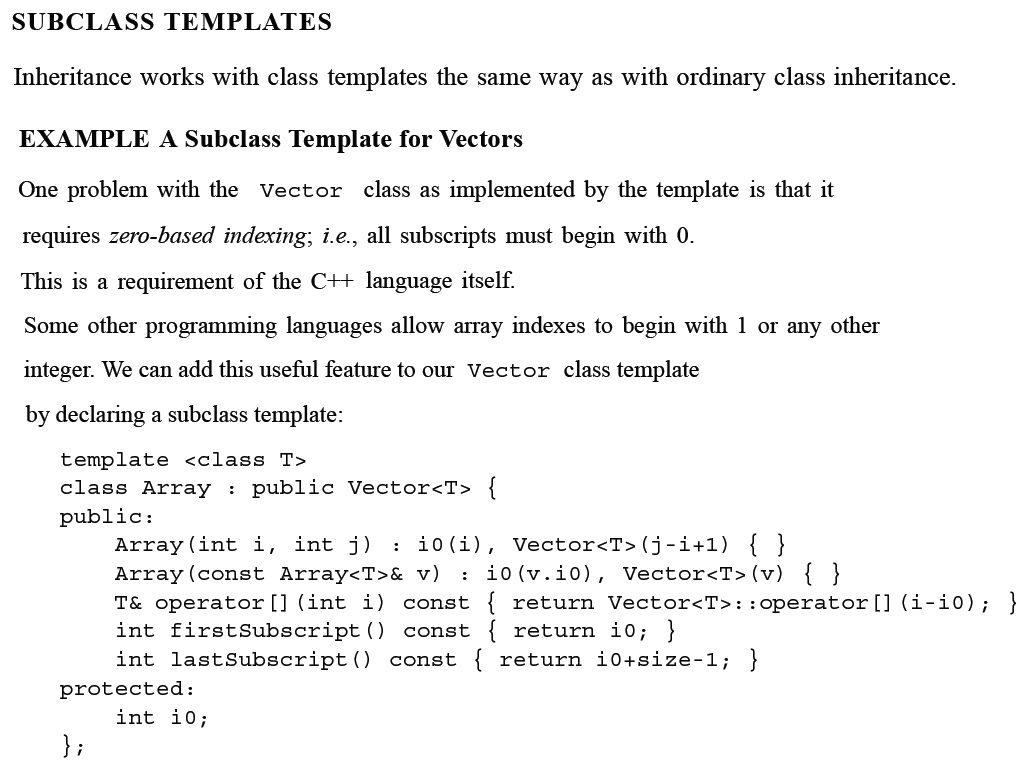 SUBCLASS TEMPLATES
Inheritance works with class templates the same way as with ordinary class inheritance.
EXAMPLE A Subclass Template for Vectors
One problem with the Vector class as implemented by the template is that it
requires zero-based indexing; i.e., all subscripts must begin with 0.
This is a requirement of the C++ language itself.
Some other programming languages allow array indexes to begin with 1 or any other
integer. We can add this useful feature to our Vector class template
by declaring a subclass template:
template <class T>
class Array : public Vector<T> {
public:
    Array(int i, int j) : i0(i), Vector<T>(j-i+1) { }
    Array(const Array<T>& v) : i0(v.i0), Vector<T>(v) { }
    T& operator[](int i) const { return Vector<T>::operator[](i-i0); }
    int firstSubscript() const { return i0; }
    int lastSubscript() const { return i0+size-1; }
protected:
    int i0;
};